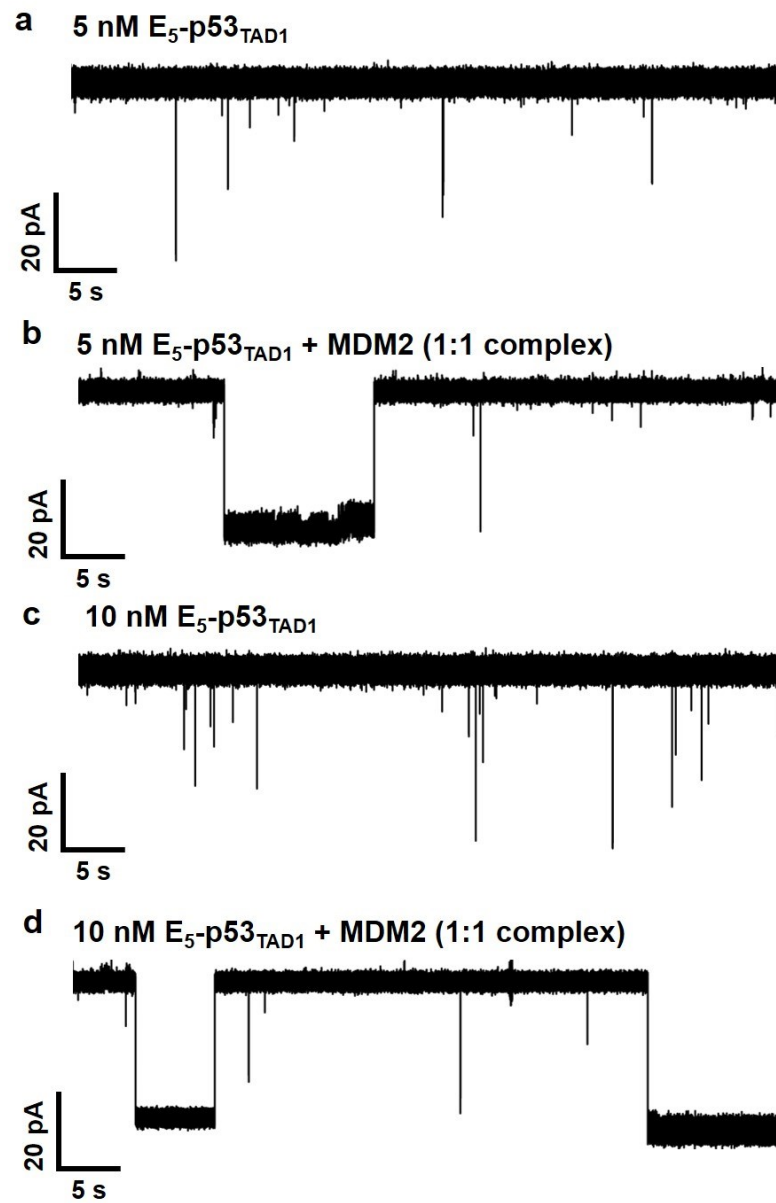 a 5 nM E₅-p53TAD1
20 pA
5 s
b 5 nM E₅-p53TAD1 + MDM2 (1:1 complex)
20 pA
5 s
c 10 nM E₅-p53TAD1
20 pA
5 s
d 10 nM E₅-p53TAD1 + MDM2 (1:1 complex)
20 pA
5 s